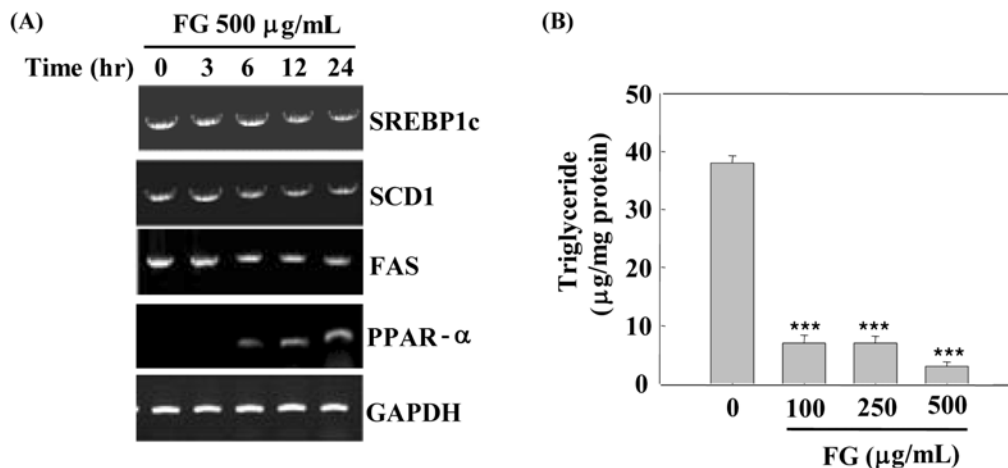 (A)
FG 500 μg/mL
Time (hr) 0 3 6 12 24
SREBP1c
SCD1
FAS
PPAR-α
GAPDH
(B)
Triglyceride
(μg/mg protein)
50
40
30
20
10
0
*** *** ***
0 100 250 500
FG (μg/mL)